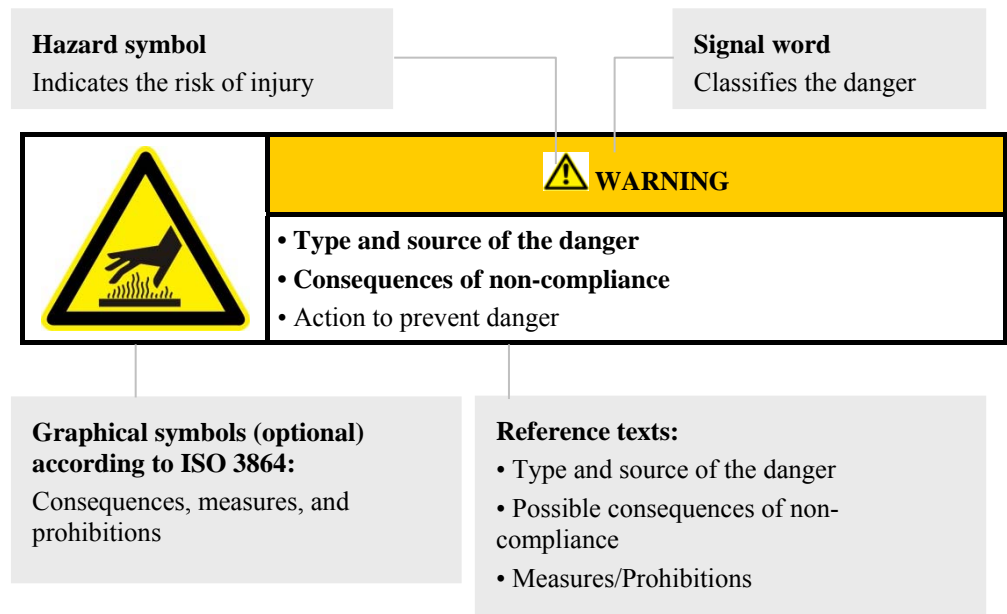 Hazard symbol
Indicates the risk of injury
Signal word
Classifies the danger
WARNING
• Type and source of the danger
• Consequences of non-compliance
• Action to prevent danger
Graphical symbols (optional)
according to ISO 3864:
Consequences, measures, and
prohibitions
Reference texts:
• Type and source of the danger
• Possible consequences of non-
compliance
• Measures/Prohibitions